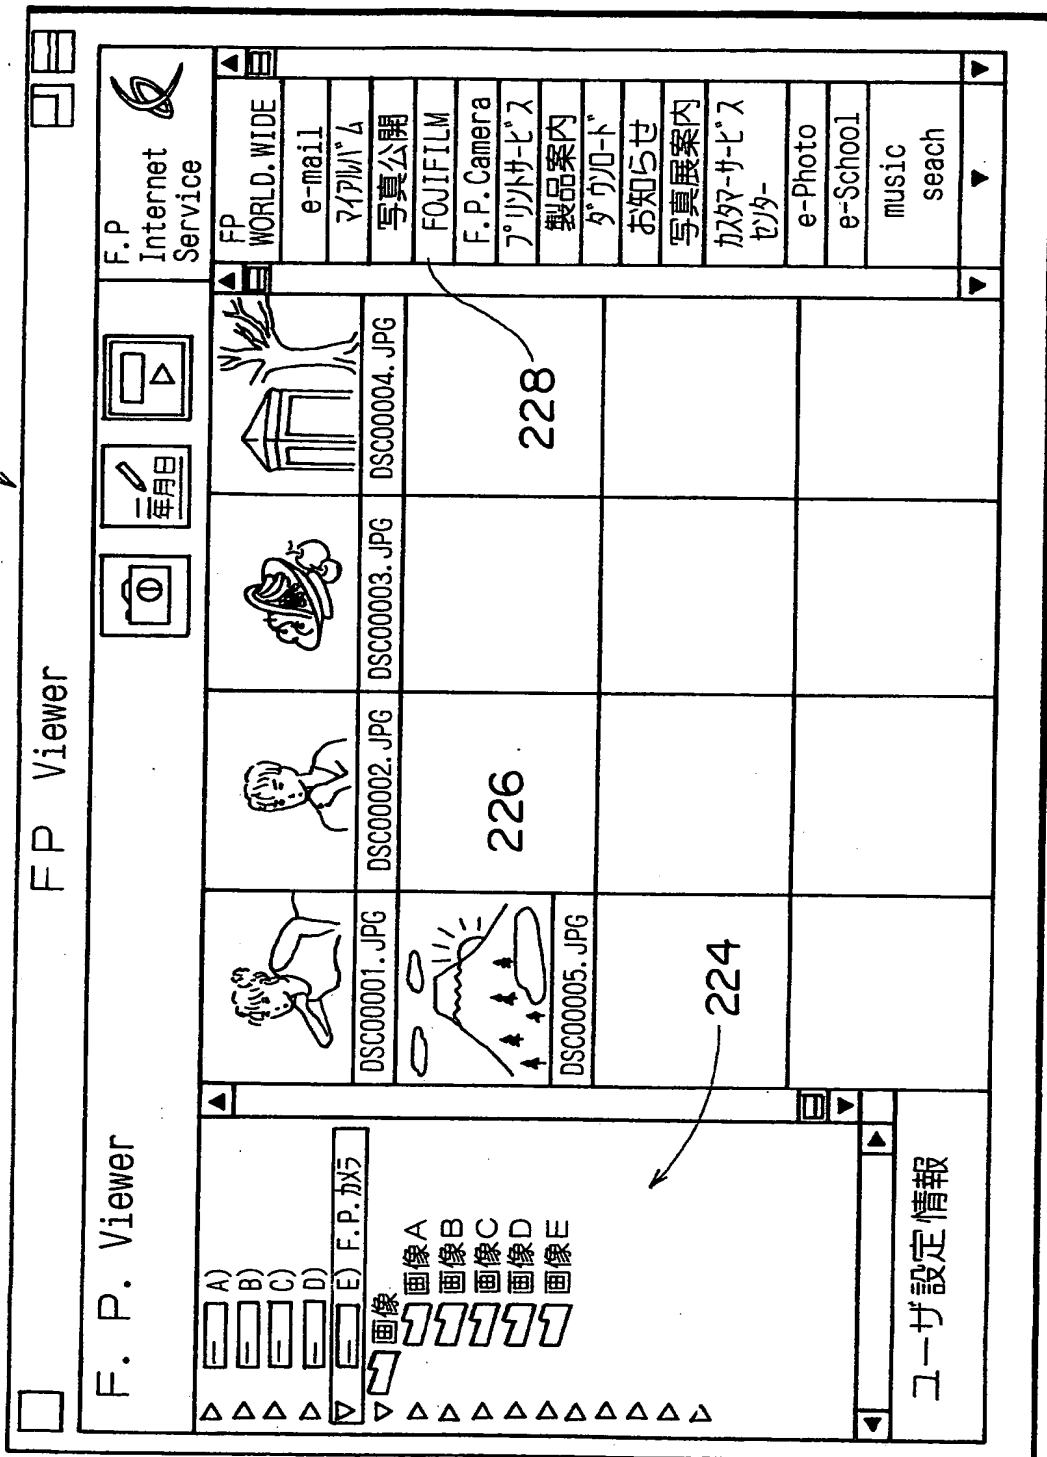 FP Viewer
F. P. Viewer
F.P
Internet
Service
年月日
A)
B)
C)
D)
E) F.P.カメラ
画像
画像A
画像B
画像C
画像D
画像E
ユーザ設定情報
DSC00001.JPG
DSC00002.JPG
DSC00003.JPG
DSC00004.JPG
DSC00005.JPG
224
226
228
FP
WORLD.WIDE
e-mail
マイアルバム
写真公開
FOJIFILM
F.P.Camera
プリントサービス
製品案内
ダウンロード
お知らせ
写真展案内
カスタマーサービス
センター
e-Photo
e-School
music
seach